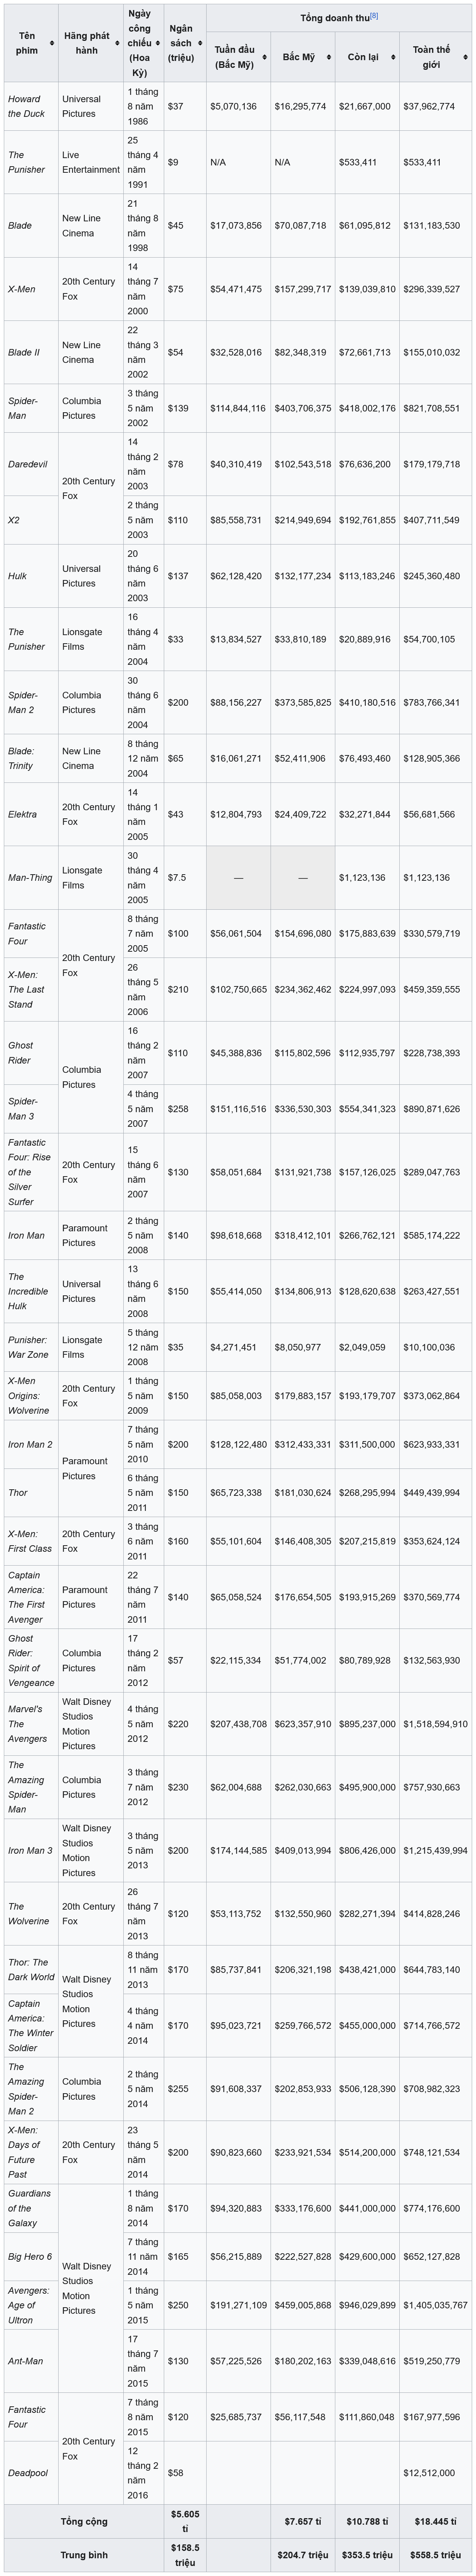 Tên phim
Hãng phát hành
Ngày công chiếu (Hoa Kỳ)
Ngân sách (triệu)
Tổng doanh thu[8]
Tuần đầu (Bắc Mỹ)
Bắc Mỹ
Còn lại
Toàn thế giới
Howard the Duck Universal Pictures 1 tháng 8 năm 1986 $37 $5,070,136 $16,295,774 $21,667,000 $37,962,774
The Punisher Live Entertainment 25 tháng 4 năm 1991 $9 N/A N/A $533,411 $533,411
Blade New Line Cinema 21 tháng 8 năm 1998 $45 $17,073,856 $70,087,718 $61,095,812 $131,183,530
X-Men 20th Century Fox 14 tháng 7 năm 2000 $75 $54,471,475 $157,299,717 $139,039,810 $296,339,527
Blade II New Line Cinema 22 tháng 3 năm 2002 $54 $32,528,016 $82,348,319 $72,661,713 $155,010,032
Spider-Man Columbia Pictures 3 tháng 5 năm 2002 $139 $114,844,116 $403,706,375 $418,002,176 $821,708,551
Daredevil 20th Century Fox 14 tháng 2 năm 2003 $78 $40,310,419 $102,543,518 $76,636,200 $179,179,718
X2 2 tháng 5 năm 2003 $110 $85,558,731 $214,949,694 $192,761,855 $407,711,549
Hulk Universal Pictures 20 tháng 6 năm 2003 $137 $62,128,420 $132,177,234 $113,183,246 $245,360,480
The Punisher Lionsgate Films 16 tháng 4 năm 2004 $33 $13,834,527 $33,810,189 $20,889,916 $54,700,105
Spider-Man 2 Columbia Pictures 30 tháng 6 năm 2004 $200 $88,156,227 $373,585,825 $410,180,516 $783,766,341
Blade: Trinity New Line Cinema 8 tháng 12 năm 2004 $65 $16,061,271 $52,411,906 $76,493,460 $128,905,366
Elektra 20th Century Fox 14 tháng 1 năm 2005 $43 $12,804,793 $24,409,722 $32,271,844 $56,681,566
Man-Thing Lionsgate Films 30 tháng 4 năm 2005 $7.5 — — $1,123,136 $1,123,136
Fantastic Four 20th Century Fox 8 tháng 7 năm 2005 $100 $56,061,504 $154,696,080 $175,883,639 $330,579,719
X-Men: The Last Stand 26 tháng 5 năm 2006 $210 $102,750,665 $234,362,462 $224,997,093 $459,359,555
Ghost Rider Columbia Pictures 16 tháng 2 năm 2007 $110 $45,388,836 $115,802,596 $112,935,797 $228,738,393
Spider-Man 3 4 tháng 5 năm 2007 $258 $151,116,516 $336,530,303 $554,341,323 $890,871,626
Fantastic Four: Rise of the Silver Surfer 20th Century Fox 15 tháng 6 năm 2007 $130 $58,051,684 $131,921,738 $157,126,025 $289,047,763
Iron Man Paramount Pictures 2 tháng 5 năm 2008 $140 $98,618,668 $318,412,101 $266,762,121 $585,174,222
The Incredible Hulk Universal Pictures 13 tháng 6 năm 2008 $150 $55,414,050 $134,806,913 $128,620,638 $263,427,551
Punisher: War Zone Lionsgate Films 5 tháng 12 năm 2008 $35 $4,271,451 $8,050,977 $2,049,059 $10,100,036
X-Men Origins: Wolverine 20th Century Fox 1 tháng 5 năm 2009 $150 $85,058,003 $179,883,157 $193,179,707 $373,062,864
Iron Man 2 Paramount Pictures 7 tháng 5 năm 2010 $200 $128,122,480 $312,433,331 $311,500,000 $623,933,331
Thor 6 tháng 5 năm 2011 $150 $65,723,338 $181,030,624 $268,295,994 $449,439,994
X-Men: First Class 20th Century Fox 3 tháng 6 năm 2011 $160 $55,101,604 $146,408,305 $207,215,819 $353,624,124
Captain America: The First Avenger Paramount Pictures 22 tháng 7 năm 2011 $140 $65,058,524 $176,654,505 $193,915,269 $370,569,774
Ghost Rider: Spirit of Vengeance Columbia Pictures 17 tháng 2 năm 2012 $57 $22,115,334 $51,774,002 $80,789,928 $132,563,930
Marvel's The Avengers Walt Disney Studios Motion Pictures 4 tháng 5 năm 2012 $220 $207,438,708 $623,357,910 $895,237,000 $1,518,594,910
The Amazing Spider-Man Columbia Pictures 3 tháng 7 năm 2012 $230 $62,004,688 $262,030,663 $495,900,000 $757,930,663
Iron Man 3 Walt Disney Studios Motion Pictures 3 tháng 5 năm 2013 $200 $174,144,585 $409,013,994 $806,426,000 $1,215,439,994
The Wolverine 20th Century Fox 26 tháng 7 năm 2013 $120 $53,113,752 $132,550,960 $282,271,394 $414,828,246
Thor: The Dark World Walt Disney Studios Motion Pictures 8 tháng 11 năm 2013 $170 $85,737,841 $206,321,198 $438,421,000 $644,783,140
Captain America: The Winter Soldier 4 tháng 4 năm 2014 $170 $95,023,721 $259,766,572 $455,000,000 $714,766,572
The Amazing Spider-Man 2 Columbia Pictures 2 tháng 5 năm 2014 $255 $91,608,337 $202,853,933 $506,128,390 $708,982,323
X-Men: Days of Future Past 20th Century Fox 23 tháng 5 năm 2014 $200 $90,823,660 $233,921,534 $514,200,000 $748,121,534
Guardians of the Galaxy Walt Disney Studios Motion Pictures 1 tháng 8 năm 2014 $170 $94,320,883 $333,176,600 $441,000,000 $774,176,600
Big Hero 6 7 tháng 11 năm 2014 $165 $56,215,889 $222,527,828 $429,600,000 $652,127,828
Avengers: Age of Ultron 1 tháng 5 năm 2015 $250 $191,271,109 $459,005,868 $946,029,899 $1,405,035,767
Ant-Man 17 tháng 7 năm 2015 $130 $57,225,526 $180,202,163 $339,048,616 $519,250,779
Fantastic Four 20th Century Fox 7 tháng 8 năm 2015 $120 $25,685,737 $56,117,548 $111,860,048 $167,977,596
Deadpool 12 tháng 2 năm 2016 $58 $12,512,000
Tổng cộng $5.605 tỉ $7.657 tỉ $10.788 tỉ $18.445 tỉ
Trung bình $158.5 triệu $204.7 triệu $353.5 triệu $558.5 triệu